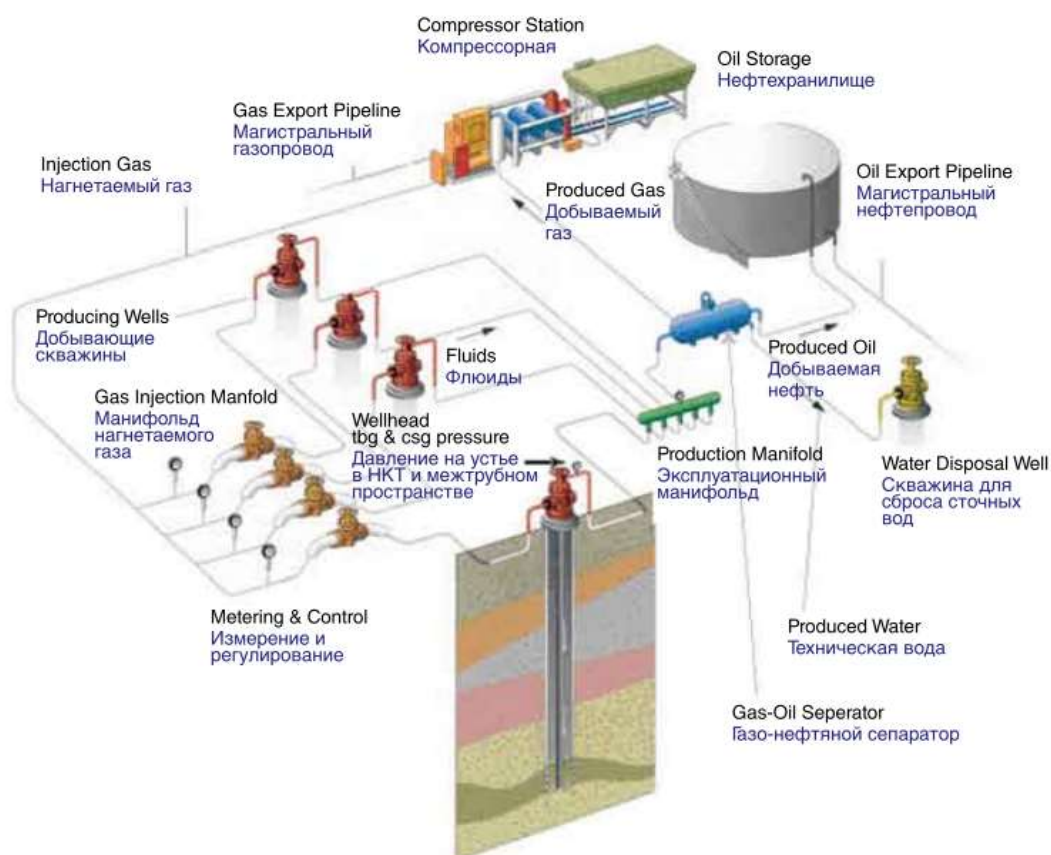 Compressor Station
Компрессорная
Oil Storage
Нефтехранилище
Gas Export Pipeline
Магистральный
газопровод
Injection Gas
Нагнетаемый газ
Produced Gas
Добываемый
газ
Oil Export Pipeline
Магистральный
нефтепровод
Producing Wells
Добывающие
скважины
Fluids
Флюиды
Produced Oil
Добываемая
нефть
Gas Injection Manfold
Манифольд
нагнетаемого
газа
Wellhead
tbg & csg pressure
Давление на устье
в НКТ и межтрубном
пространстве
Production Manifold
Эксплуатационный
манифольд
Water Disposal Well
Скважина для
сброса сточных
вод
Metering & Control
Измерение и
регулирование
Produced Water
Техническая вода
Gas-Oil Seperator
Газо-нефтяной сепаратор